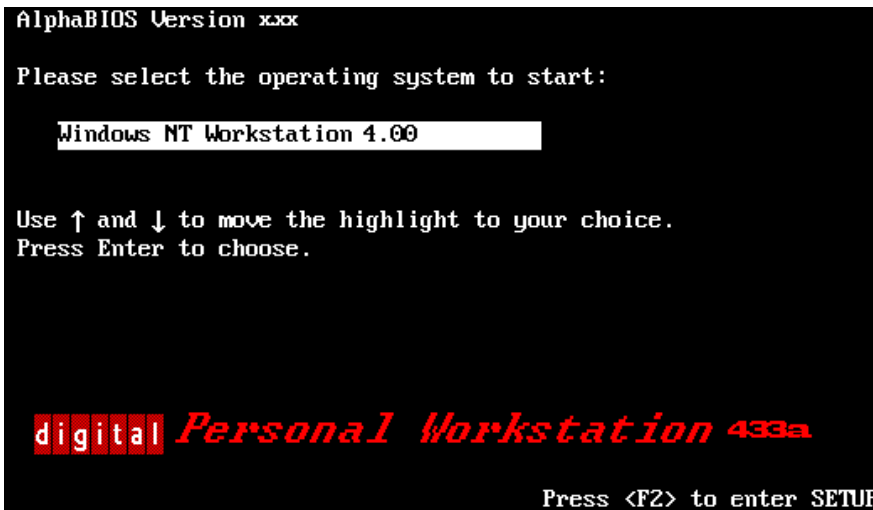 AlphaBIOS Version x.xx
Please select the operating system to start:
Windows NT Workstation 4.00
Use ↑ and ↓ to move the highlight to your choice.
Press Enter to choose.
digital Personal Workstation 433a
Press <F2> to enter SETUP